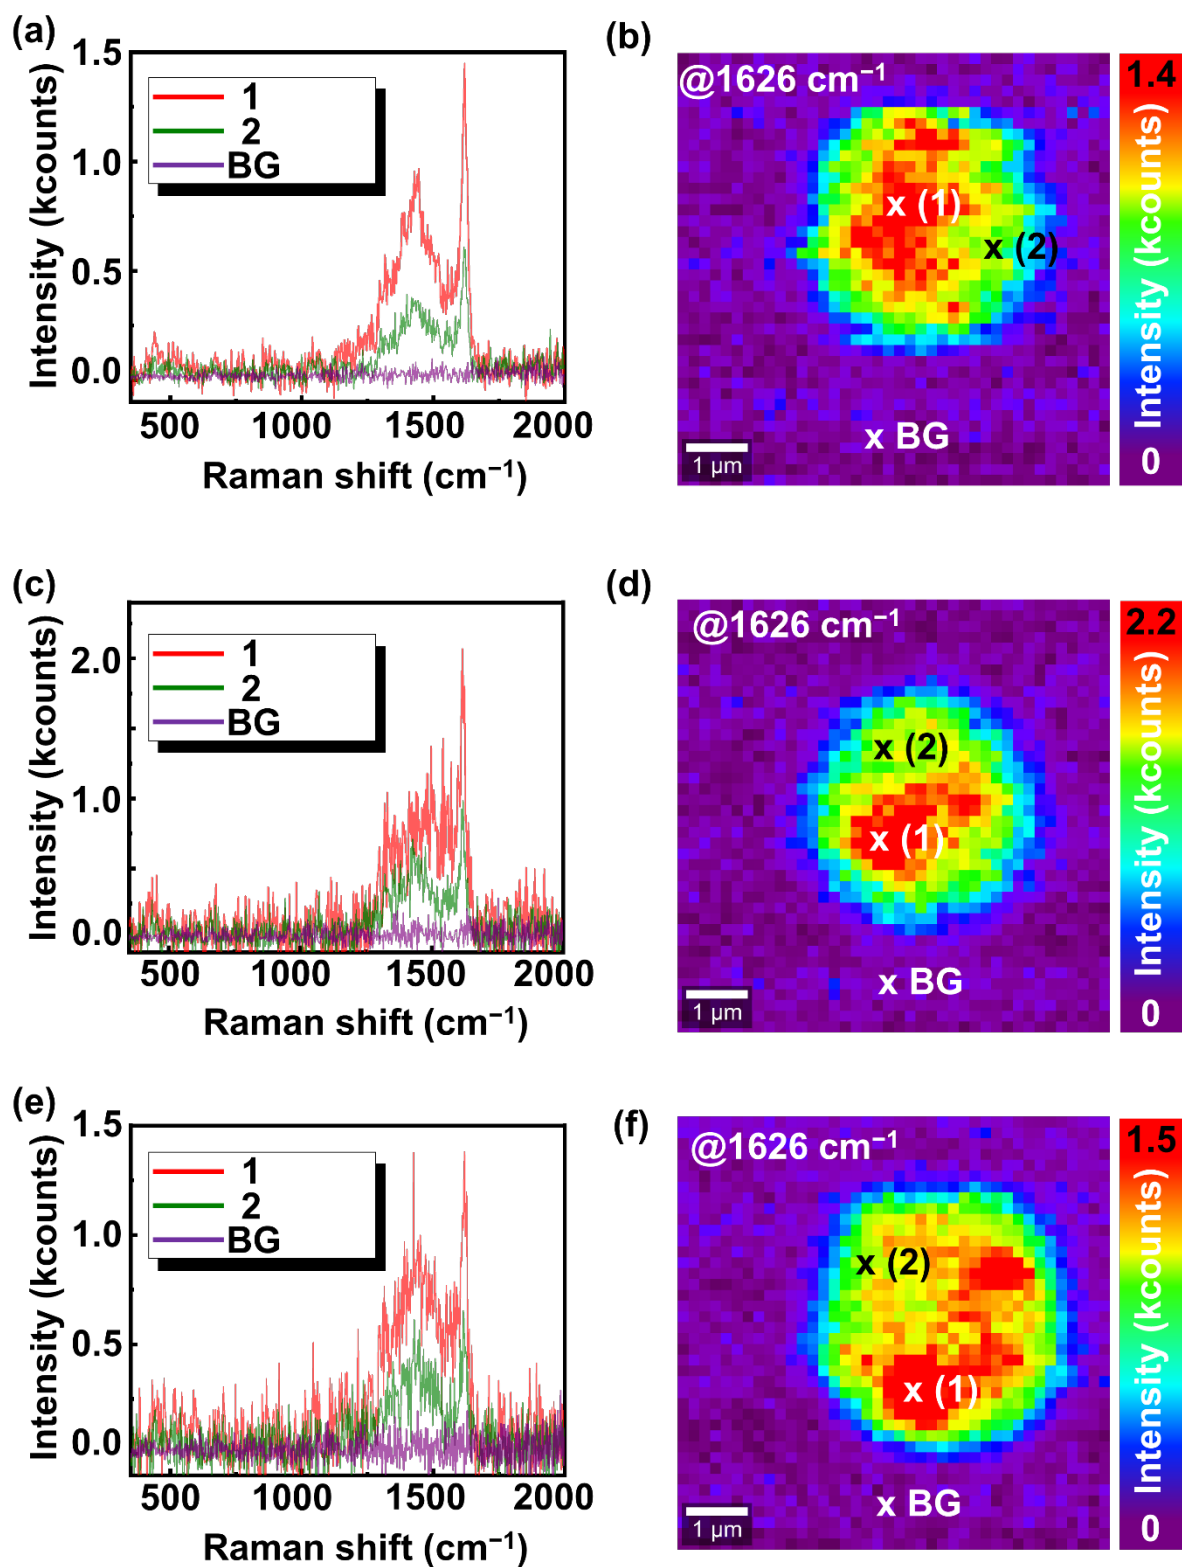 (a)
1.5
1.0
0.5
0.0
Intensity (kcounts)
1
2
BG
500 1000 1500 2000
Raman shift (cm⁻¹)
(b)
@1626 cm⁻¹
x (1)
x (2)
x BG
1 µm
1.4
Intensity (kcounts)
0
(c)
2.0
1.0
0.0
Intensity (kcounts)
1
2
BG
500 1000 1500 2000
Raman shift (cm⁻¹)
(d)
@1626 cm⁻¹
x (2)
x (1)
x BG
1 µm
2.2
Intensity (kcounts)
0
(e)
1.5
1.0
0.5
0.0
Intensity (kcounts)
1
2
BG
500 1000 1500 2000
Raman shift (cm⁻¹)
(f)
@1626 cm⁻¹
x (2)
x (1)
x BG
1 µm
1.5
Intensity (kcounts)
0